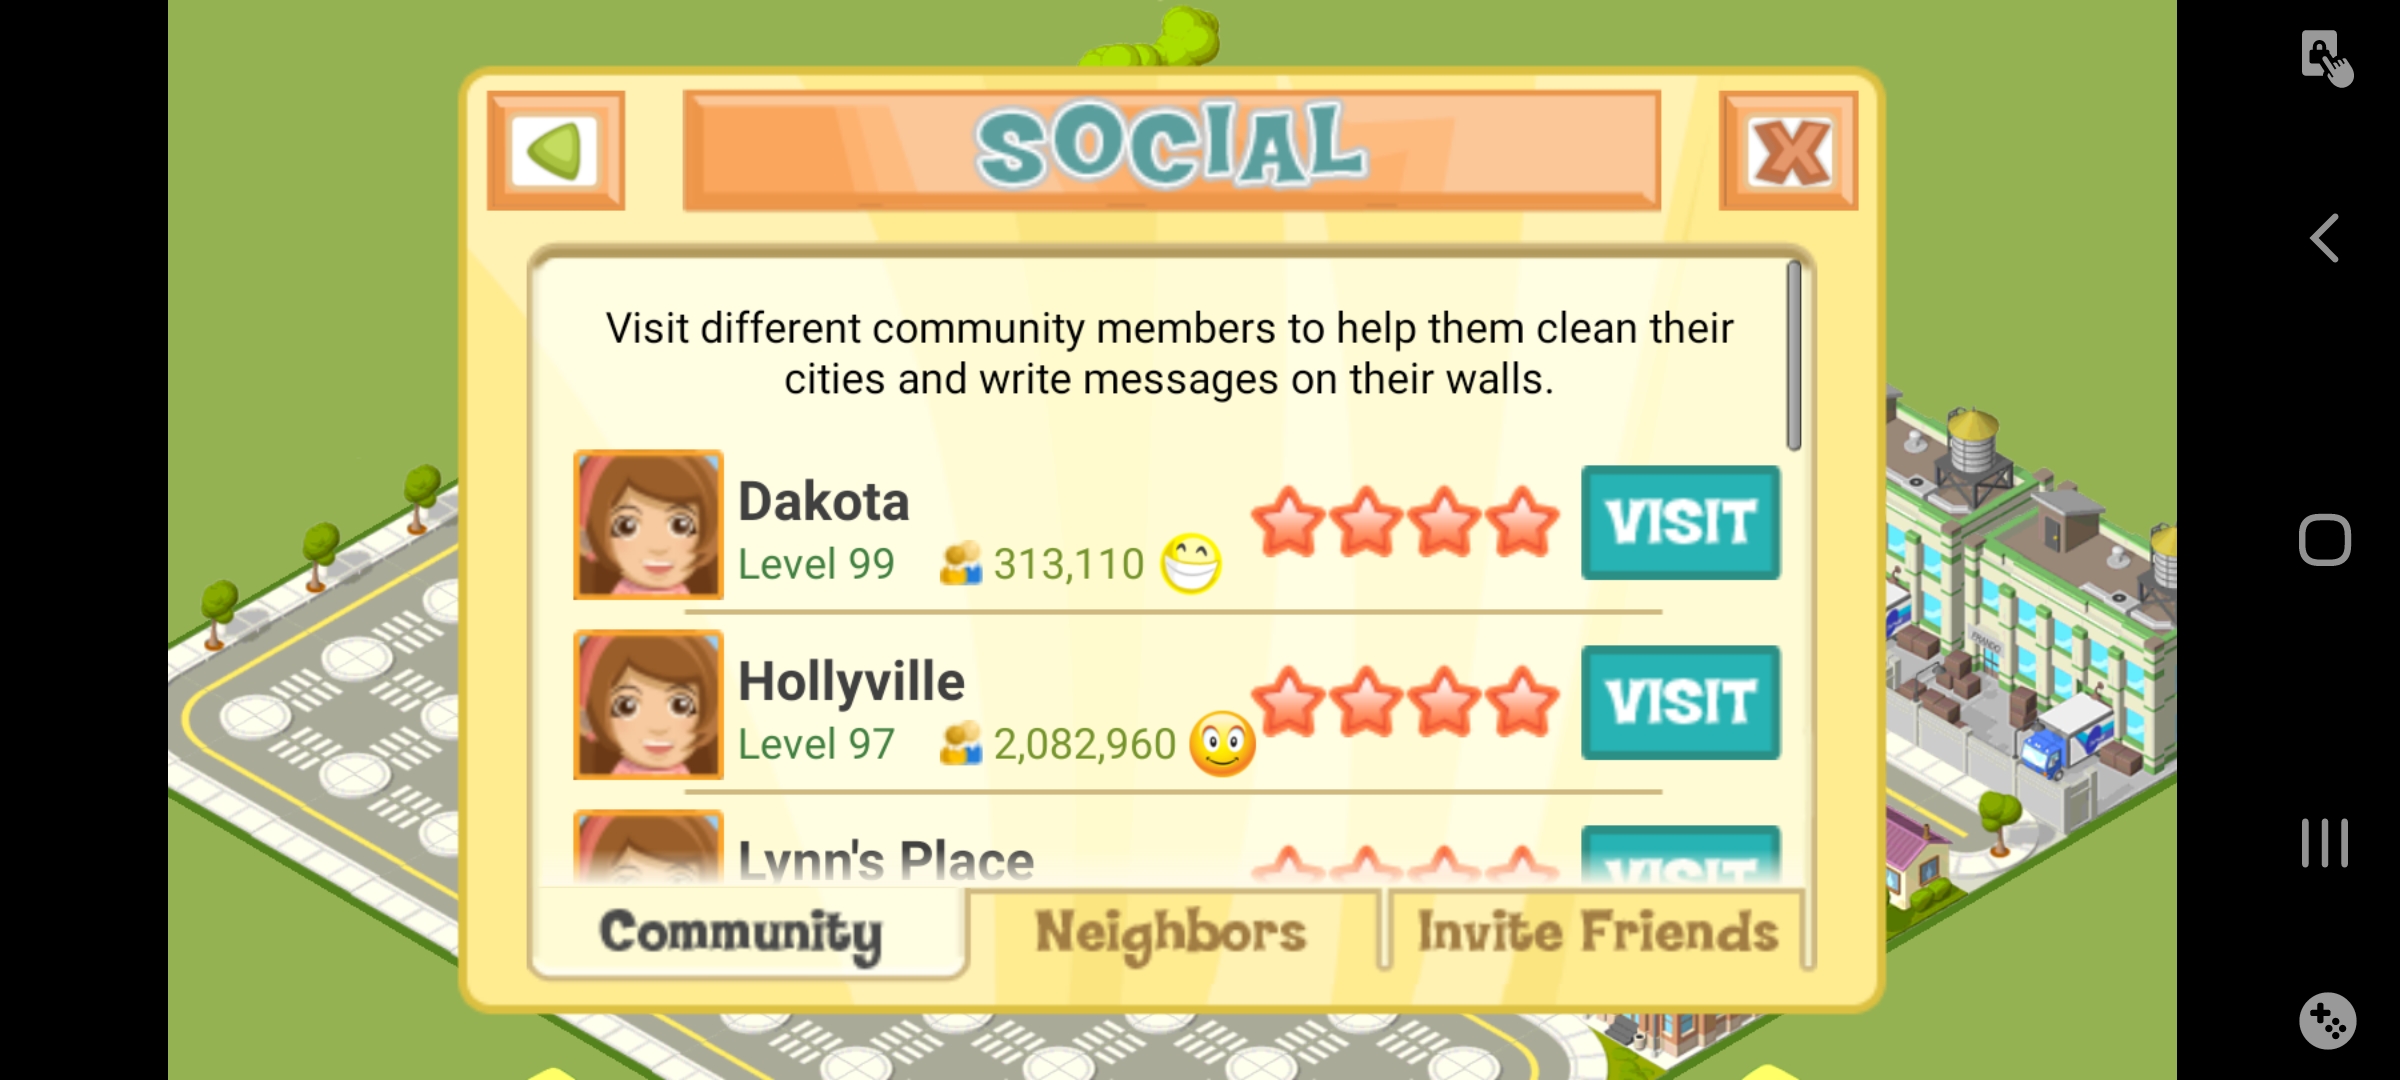 SOCIAL
Visit different community members to help them clean their
cities and write messages on their walls.
Dakota
Level 99 313,110
VISIT
Hollyville
Level 97 2,082,960
VISIT
Lynn's Place
VISIT
Community Neighbors Invite Friends